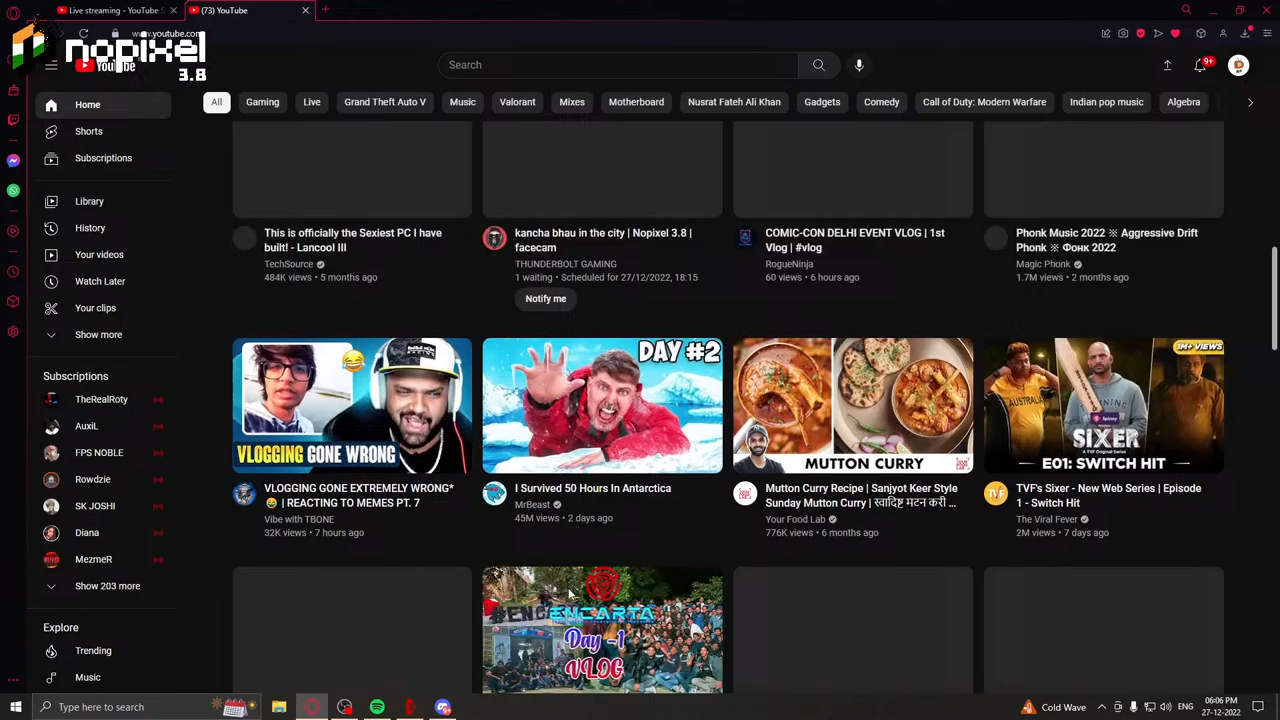 Live streaming - YouTube S
(73) YouTube
www.youtube.com
nopixel
3.8
YouTube
Search
9+
Home
Shorts
Subscriptions
Library
History
Your videos
Watch Later
Your clips
Show more
Subscriptions
TheRealRoty
AuxiL
FPS NOBLE
Rowdzie
SK JOSHI
Diana
MezmeR
Show 203 more
Explore
Trending
Music
All
Gaming
Live
Grand Theft Auto V
Music
Valorant
Mixes
Motherboard
Nusrat Fateh Ali Khan
Gadgets
Comedy
Call of Duty: Modern Warfare
Indian pop music
Algebra
This is officially the Sexiest PC I have
built! - Lancool III
TechSource
484K views • 5 months ago
kancha bhau in the city | Nopixel 3.8 |
facecam
THUNDERBOLT GAMING
1 waiting • Scheduled for 27/12/2022, 18:15
Notify me
COMIC-CON DELHI EVENT VLOG | 1st
Vlog | #vlog
RogueNinja
60 views • 6 hours ago
Phonk Music 2022 ※ Aggressive Drift
Phonk ※ Фонк 2022
Magic Phonk
1.7M views • 2 months ago
VLOGGING GONE WRONG
VLOGGING GONE EXTREMELY WRONG*
😂 | REACTING TO MEMES PT. 7
Vibe with TBONE
32K views • 7 hours ago
DAY #2
I Survived 50 Hours In Antarctica
MrBeast
45M views • 2 days ago
MUTTON CURRY
Mutton Curry Recipe | Sanjyot Keer Style
Sunday Mutton Curry | स्वादिष्ट मटन करी ...
Your Food Lab
776K views • 6 months ago
1M+ VIEWS
AUSTRALIA
Spinny
SIXER
A TVF Original Series
E01: SWITCH HIT
TVF
TVF's Sixer - New Web Series | Episode
1 - Switch Hit
The Viral Fever
2M views • 7 days ago
ENCARTA
Day -1
VLOG
Type here to search
Cold Wave
ENG
06:06 PM
27-12-2022